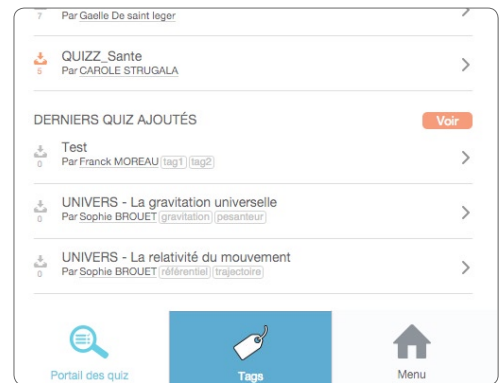 7
Par Gaelle De saint leger
QUIZZ_Sante
5
Par CAROLE STRUGALA
DERNIERS QUIZ AJOUTÉS
Voir
Test
0
Par Franck MOREAU tag1 tag2
UNIVERS - La gravitation universelle
0
Par Sophie BROUET gravitation pesanteur
UNIVERS - La relativité du mouvement
0
Par Sophie BROUET référentiel trajectoire
Portail des quiz
Tags
Menu